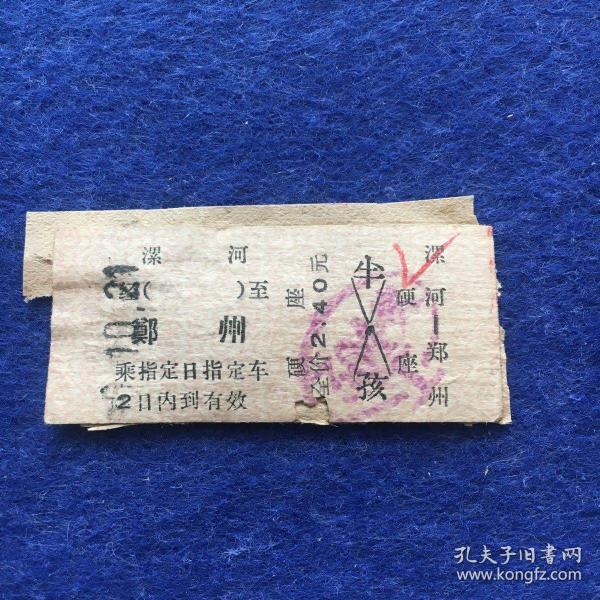 漯 河
( )至
鄭 州
乘指定日指定车
2日内到有效
10.21
硬 座
全价2.40元
半
孩
漯河—郑州
硬 座
孔夫子旧书网
www.kongfz.com